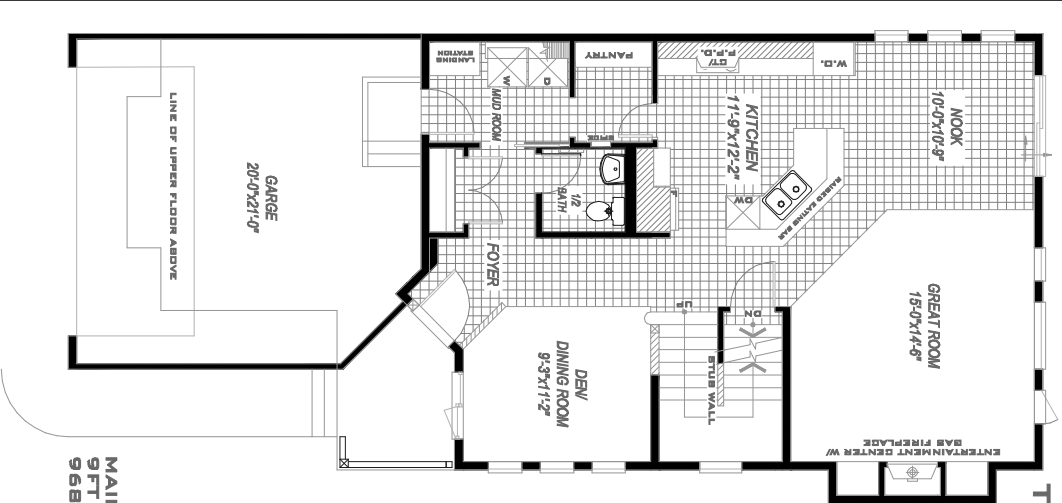 LANDING
STATION
W
D
MUD ROOM
PANTRY
SPICE
CT/
P.P.D.
W.O.
KITCHEN
11'-9"x12'-2"
NOOK
10'-0"x10'-9"
LINE OF UPPER FLOOR ABOVE
GARGE
20'-0"x21'-0"
1/2
BATH
F
DW
RAISED EATING BAR
FOYER
UP
DN
STUB WALL
DEN/
DINING ROOM
9'-3"x11'-2"
GREAT ROOM
15'-0"x14'-6"
ENTERTAINMENT CENTER W/
GAS FIREPLACE
MAI
9FT
968
T